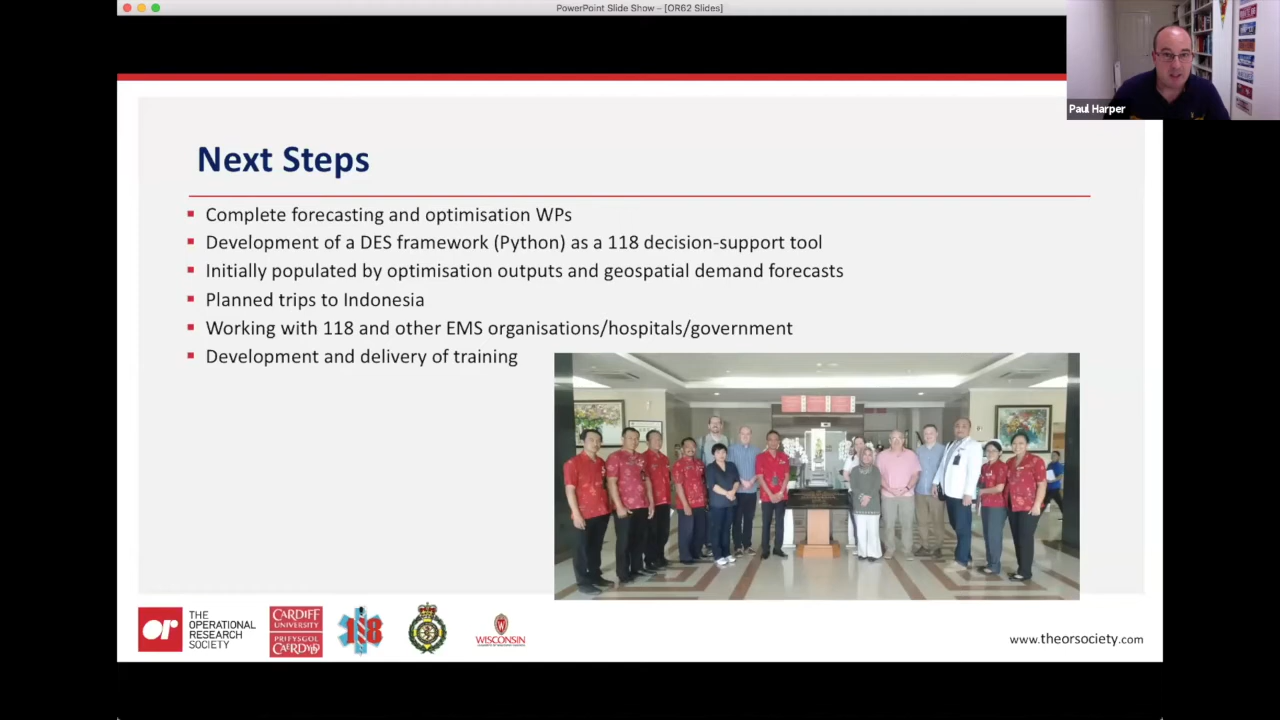 PowerPoint Slide Show – [OR62 Slides]
Paul Harper
Next Steps
Complete forecasting and optimisation WPs
Development of a DES framework (Python) as a 118 decision-support tool
Initially populated by optimisation outputs and geospatial demand forecasts
Planned trips to Indonesia
Working with 118 and other EMS organisations/hospitals/government
Development and delivery of training
or
THE
OPERATIONAL
RESEARCH
SOCIETY
CARDIFF
UNIVERSITY
PRIFYSGOL
CAERDYDD
118
WISCONSIN
www.theorsociety.com